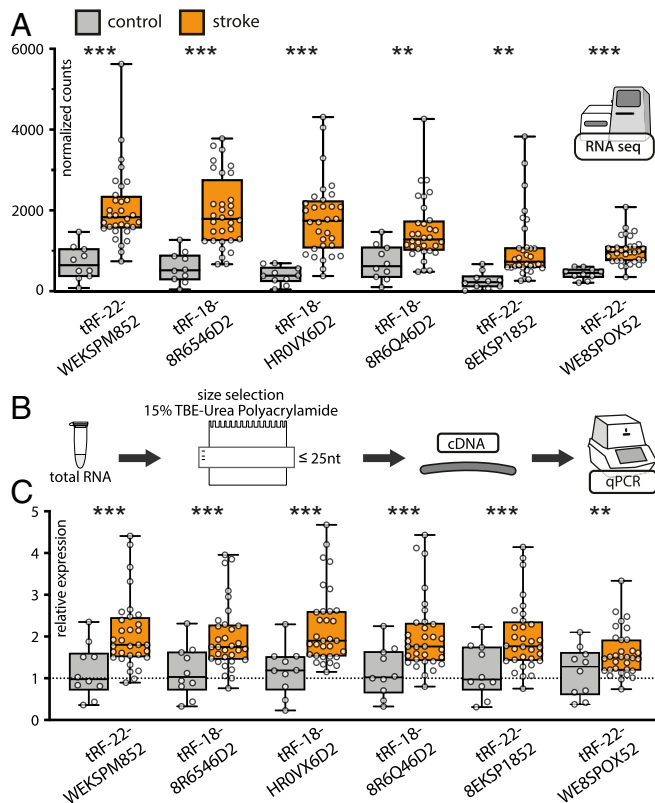 A
control
stroke
6000
4000
2000
0
normalized counts
***
***
***
**
**
***
RNA seq
tRF-22-
WEKSPM852
tRF-18-
8R6546D2
tRF-18-
HR0VX6D2
tRF-18-
8R6Q46D2
tRF-22-
8EKSP1852
tRF-22-
WE8SPOX52
B
total RNA
size selection
15% TBE-Urea Polyacrylamide
≤ 25nt
cDNA
qPCR
C
5
4
3
2
1
0
relative expression
***
***
***
***
***
**
tRF-22-
WEKSPM852
tRF-18-
8R6546D2
tRF-18-
HR0VX6D2
tRF-18-
8R6Q46D2
tRF-22-
8EKSP1852
tRF-22-
WE8SPOX52